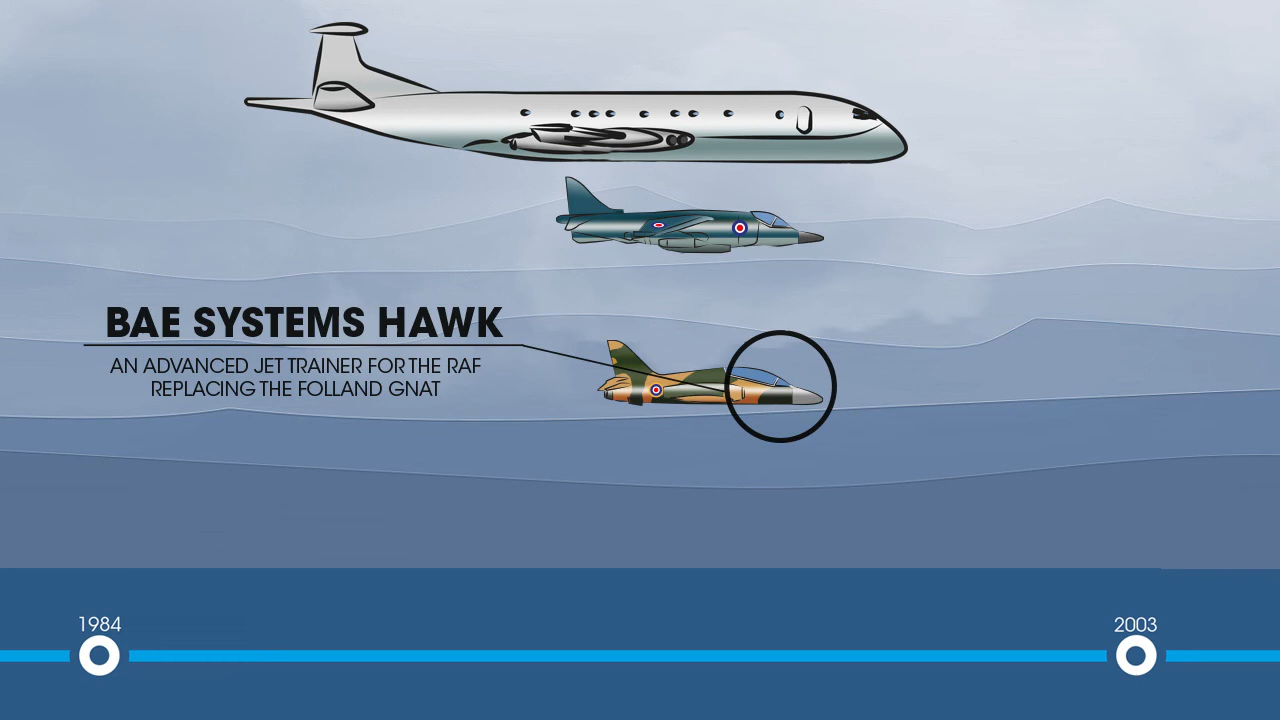 BAE SYSTEMS HAWK
AN ADVANCED JET TRAINER FOR THE RAF
REPLACING THE FOLLAND GNAT
1984
2003